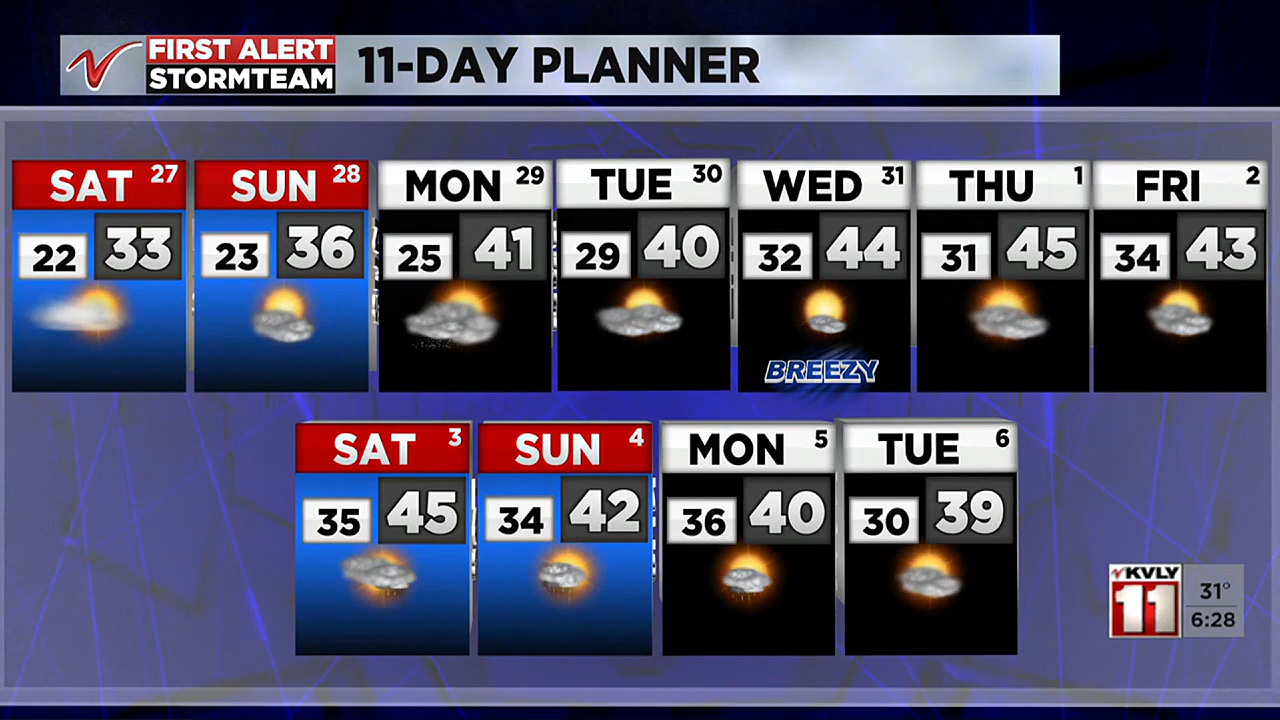 FIRST ALERT
STORMTEAM
11-DAY PLANNER
SAT 27
22 33
SUN 28
23 36
MON 29
25 41
TUE 30
29 40
WED 31
32 44
BREEZY
THU 1
31 45
FRI 2
34 43
SAT 3
35 45
SUN 4
34 42
MON 5
36 40
TUE 6
30 39
KVLY
11
31°
6:28